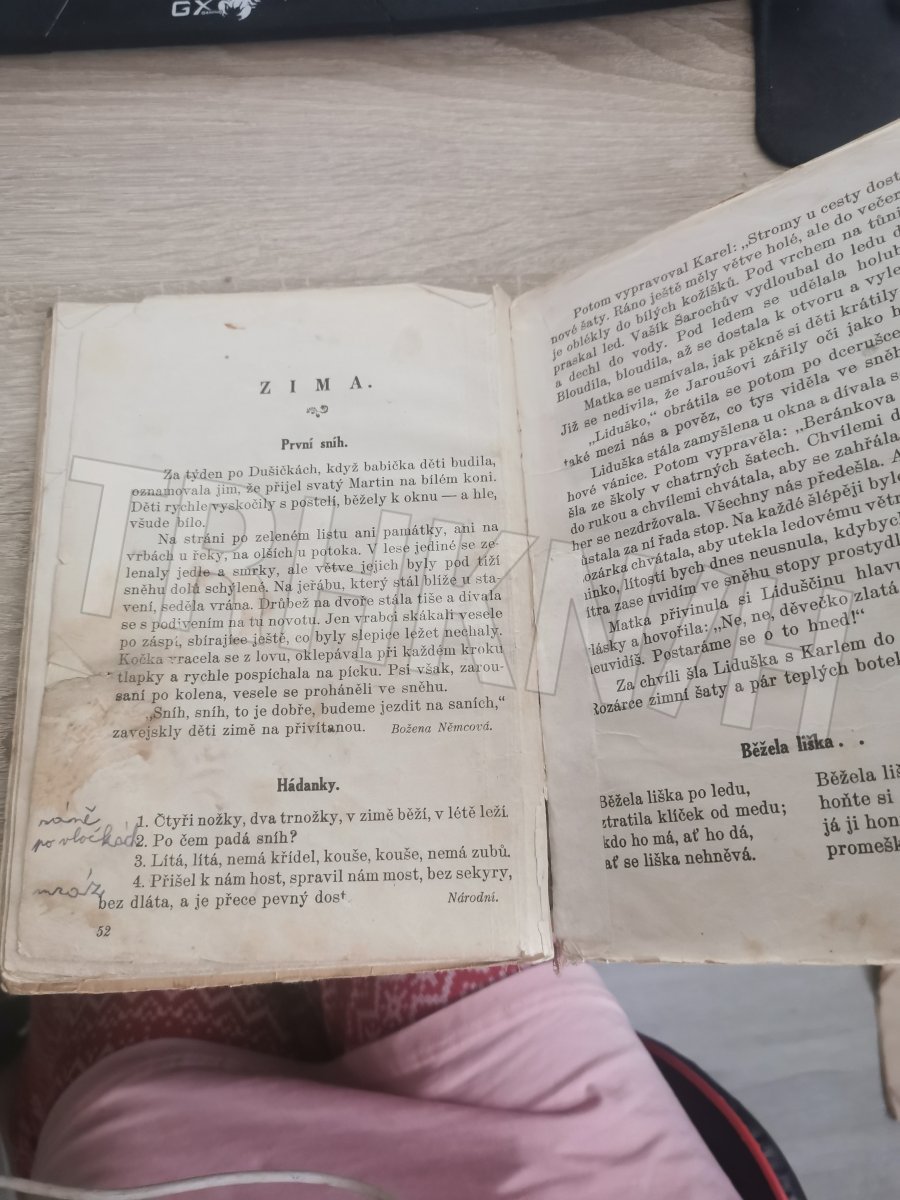 GX
ZIMA.
První sníh.
Za týden po Dušičkách, když babička děti budila,
oznamovala jim, že přijel svatý Martin na bílém koni.
Děti rychle vyskočily s postelí, běžely k oknu — a hle,
všude bílo.
Na stráni po zeleném listu ani památky, ani na
vrbách u řeky, na olších u potoka. V lese jediné se ze-
lenaly jedle a smrky, ale větve jejich byly pod tíží
sněhu dolů schýlené. Na jeřábu, který stál blíže u sta-
vení, seděla vrána. Drůbež na dvoře stála tiše a dívala
se s podivením na tu novotu. Jen vrabci skákali vesele
po záspi, sbírajíce ještě, co byly slepice ležet nechaly.
Kočka vracela se z lovu, oklepávala při každém kroku
tlapky a rychle pospíchala na pícku. Psi však, zarou-
saní po kolena, vesele se proháněli ve sněhu.
„Sníh, sníh, to je dobře, budeme jezdit na saních,“
zavejskly děti zimě na přivítanou. Božena Němcová.
Hádanky.
sáně 1. Čtyři nožky, dva trnožky, v zimě běží, v létě leží.
po vločkách 2. Po čem padá sníh?
3. Lítá, lítá, nemá křídel, kouše, kouše, nemá zubů.
mráz 4. Přišel k nám host, spravil nám most, bez sekyry,
bez dláta, a je přece pevný dost Národní.
52
Potom vypravoval Karel: „Stromy u cesty dost
nové šaty. Ráno ještě měly větve holé, ale do večer
je oblékly do bílých kožíšků. Pod vrchem na tůni
praskal led. Vašík Šarochův vydloubal do ledu d
a dechl do vody. Pod ledem se udělala holub
Bloudila, bloudila, až se dostala k otvoru a vyle
Matka se usmívala, jak pěkně si děti krátily
Již se nedivila, že Jaroušovi zářily oči jako h
„Liduško,“ obrátila se potom po dcerušce
také mezi nás a pověz, co tys viděla ve sněh
Liduška stála zamyšlena u okna a dívala s
hové vánice. Potom vypravěla: „Beránkova
šla ze školy v chatrných šatech. Chvílemi d
do rukou a chvílemi chvátala, aby se zahřála
her se nezdržovala. Všechny nás předešla. A
ůstala za ní řada stop. Na každé šlépěji bylo
ozárka chvátala, aby utekla ledovému větr
inko, lítostí bych dnes neusnula, kdybych
ítra zase uvidím ve sněhu stopy prostydl
Matka přivinula si Liduščinu hlavu
lásky a hovořila: „Ne, ne, děvečko zlatá
neuvidíš. Postaráme se o to hned!“
Za chvíli šla Liduška s Karlem do
Rozárce zimní šaty a pár teplých botek
Běžela liška. .
Běžela liška po ledu,
ztratila klíček od medu;
kdo ho má, ať ho dá,
ať se liška nehněvá.
Běžela liš
hoňte si
já ji hon
promešk
TRUKNH